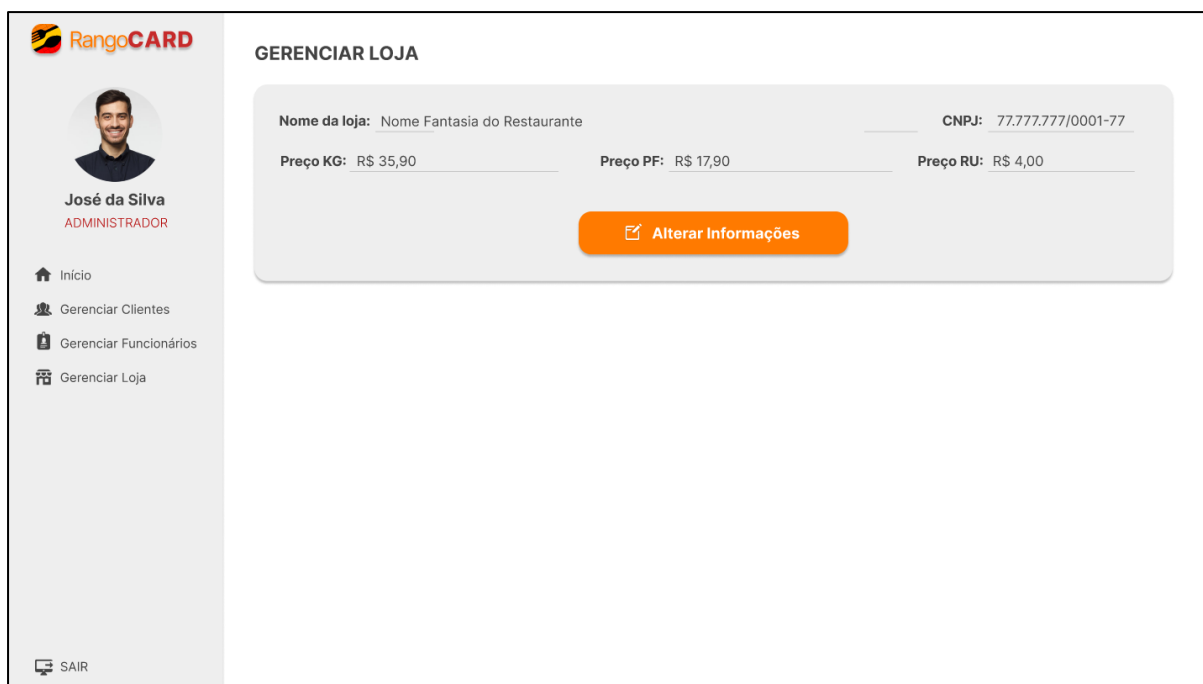 RangoCARD
José da Silva
ADMINISTRADOR
Início
Gerenciar Clientes
Gerenciar Funcionários
Gerenciar Loja
SAIR
GERENCIAR LOJA
Nome da loja: Nome Fantasia do Restaurante CNPJ: 77.777.777/0001-77
Preço KG: R$ 35,90 Preço PF: R$ 17,90 Preço RU: R$ 4,00
Alterar Informações